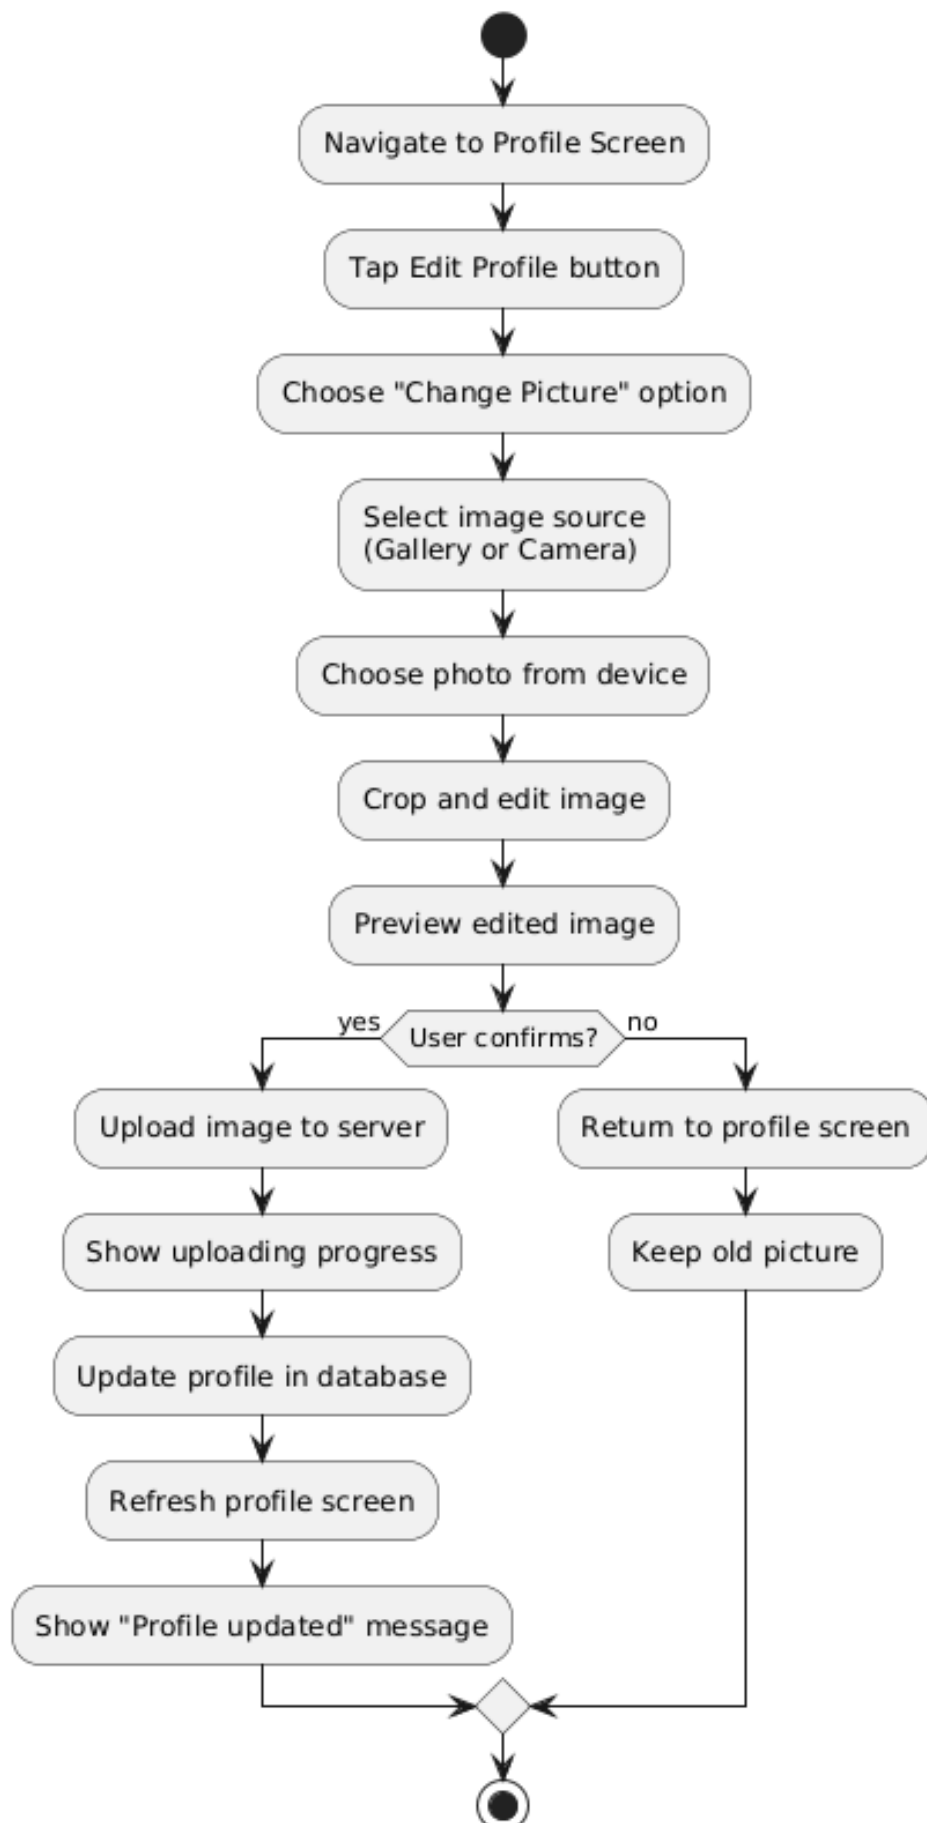 Navigate to Profile Screen
Tap Edit Profile button
Choose "Change Picture" option
Select image source
(Gallery or Camera)
Choose photo from device
Crop and edit image
Preview edited image
yes
User confirms?
no
Upload image to server
Return to profile screen
Show uploading progress
Keep old picture
Update profile in database
Refresh profile screen
Show "Profile updated" message